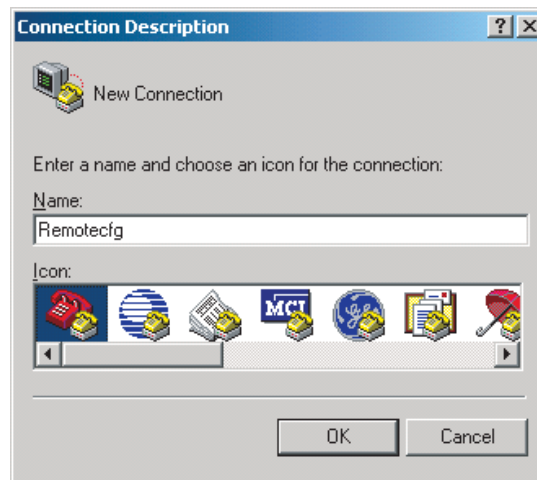 Connection Description
New Connection
Enter a name and choose an icon for the connection:
Name:
Remotecfg
Icon:
MCI
OK
Cancel